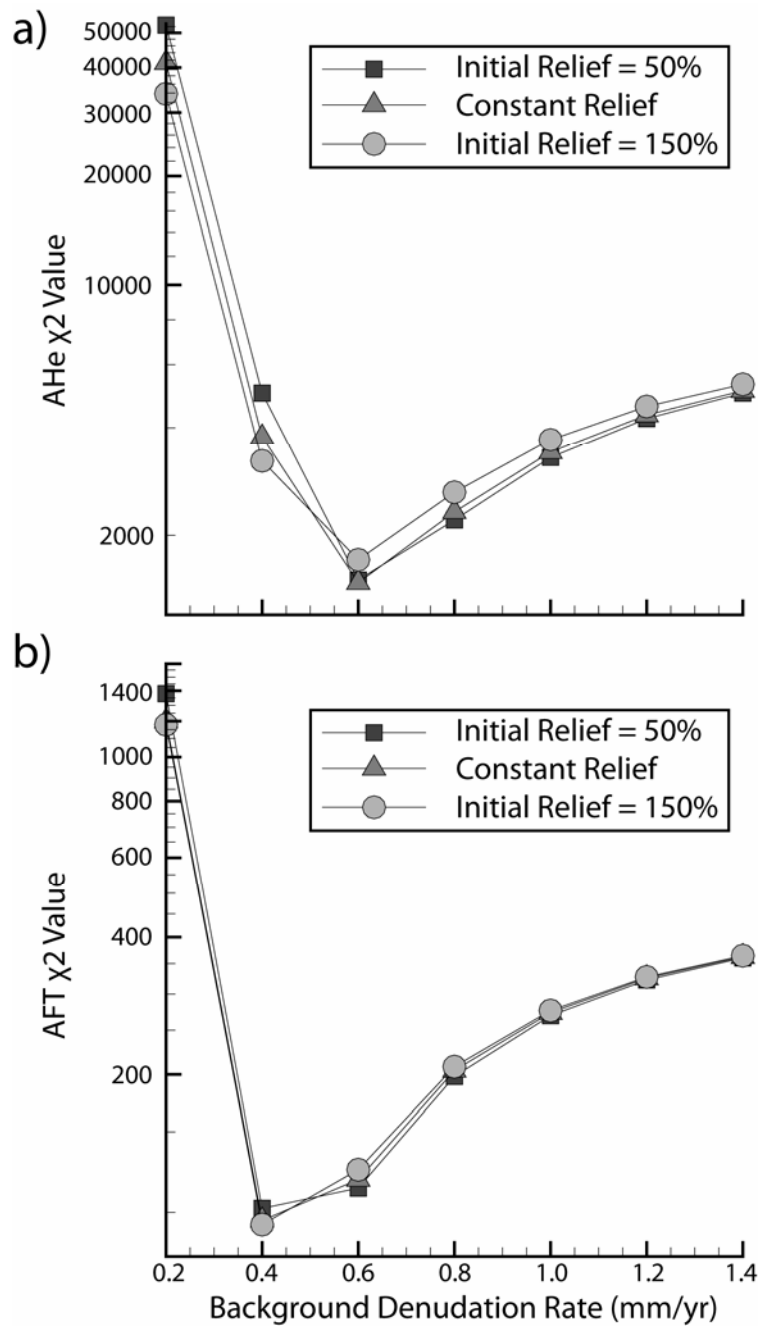 a)
50000
40000
30000
20000
10000
2000
AHe χ2 Value
Initial Relief = 50%
Constant Relief
Initial Relief = 150%
b)
1400
1000
800
600
400
200
AFT χ2 Value
Initial Relief = 50%
Constant Relief
Initial Relief = 150%
0.2 0.4 0.6 0.8 1.0 1.2 1.4
Background Denudation Rate (mm/yr)